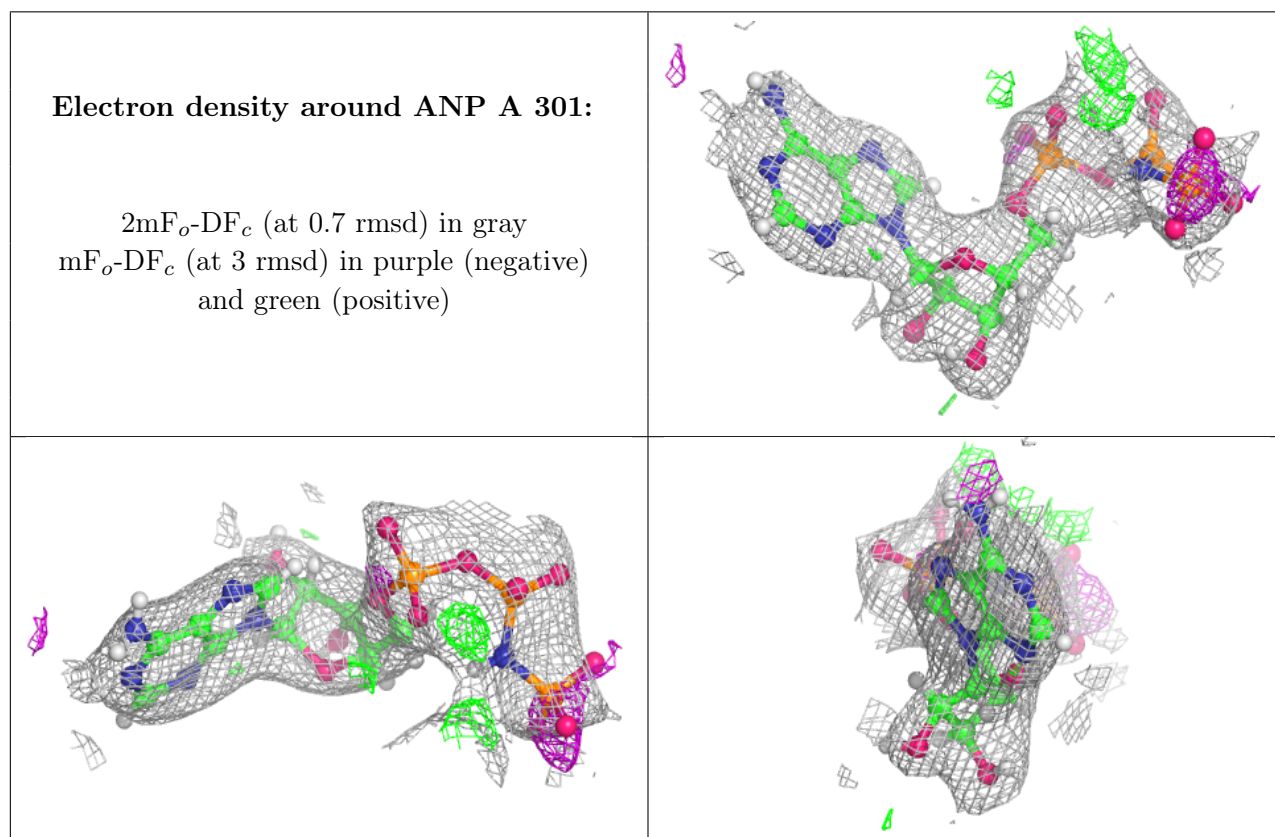 Electron density around ANP A 301:
2mFo-DFc (at 0.7 rmsd) in gray
mFo-DFc (at 3 rmsd) in purple (negative)
and green (positive)